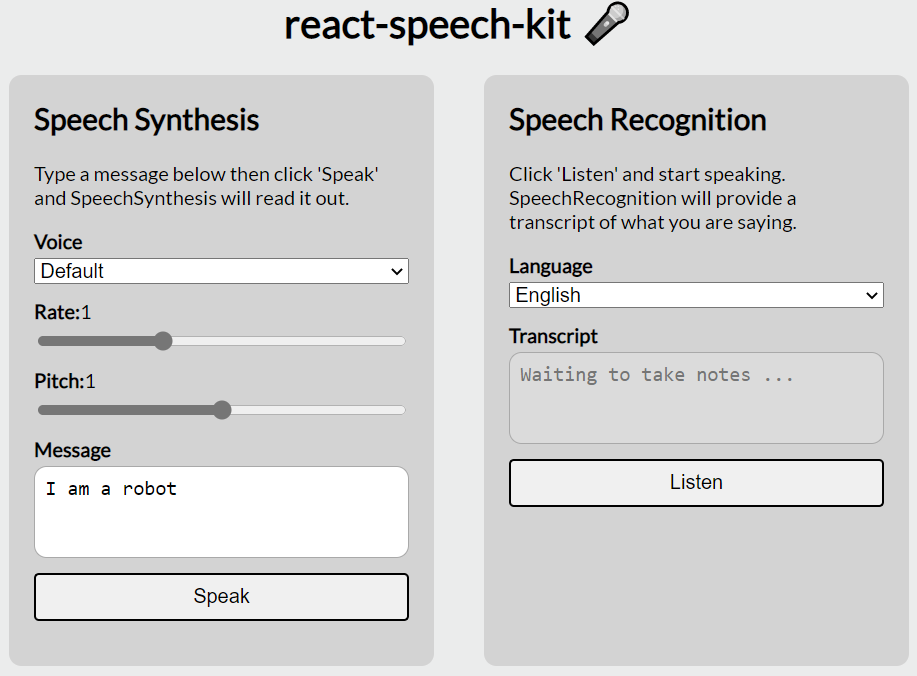 react-speech-kit
Speech Synthesis
Type a message below then click 'Speak'
and SpeechSynthesis will read it out.
Voice
Default
Rate:1
Pitch:1
Message
I am a robot
Speak
Speech Recognition
Click 'Listen' and start speaking.
SpeechRecognition will provide a
transcript of what you are saying.
Language
English
Transcript
Waiting to take notes ...
Listen